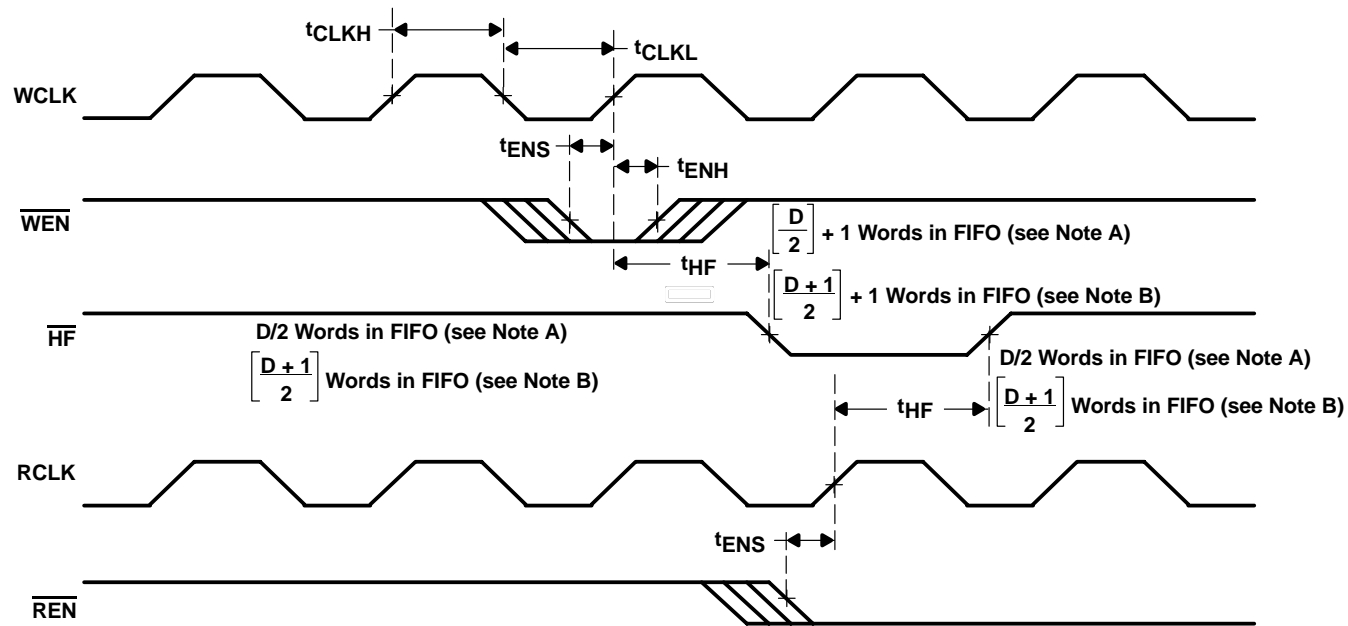 tCLKH
tCLKL
WCLK
tENS
tENH
WEN
[D/2] + 1 Words in FIFO (see Note A)
tHF
[D + 1/2] + 1 Words in FIFO (see Note B)
HF
D/2 Words in FIFO (see Note A)
[D + 1/2] Words in FIFO (see Note B)
D/2 Words in FIFO (see Note A)
tHF
[D + 1/2] Words in FIFO (see Note B)
RCLK
tENS
REN